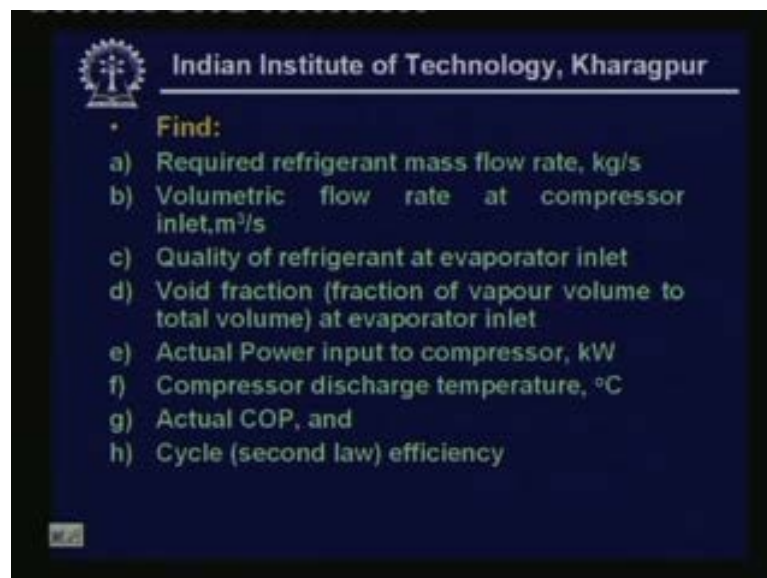 Indian Institute of Technology, Kharagpur
• Find:
a) Required refrigerant mass flow rate, kg/s
b) Volumetric flow rate at compressor
inlet,m³/s
c) Quality of refrigerant at evaporator inlet
d) Void fraction (fraction of vapour volume to
total volume) at evaporator inlet
e) Actual Power input to compressor, kW
f) Compressor discharge temperature, °C
g) Actual COP, and
h) Cycle (second law) efficiency